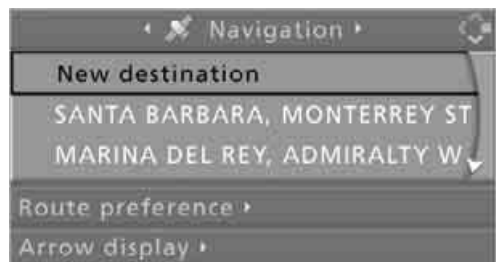 Navigation
New destination
SANTA BARBARA, MONTERREY ST
MARINA DEL REY, ADMIRALTY W
Route preference
Arrow display